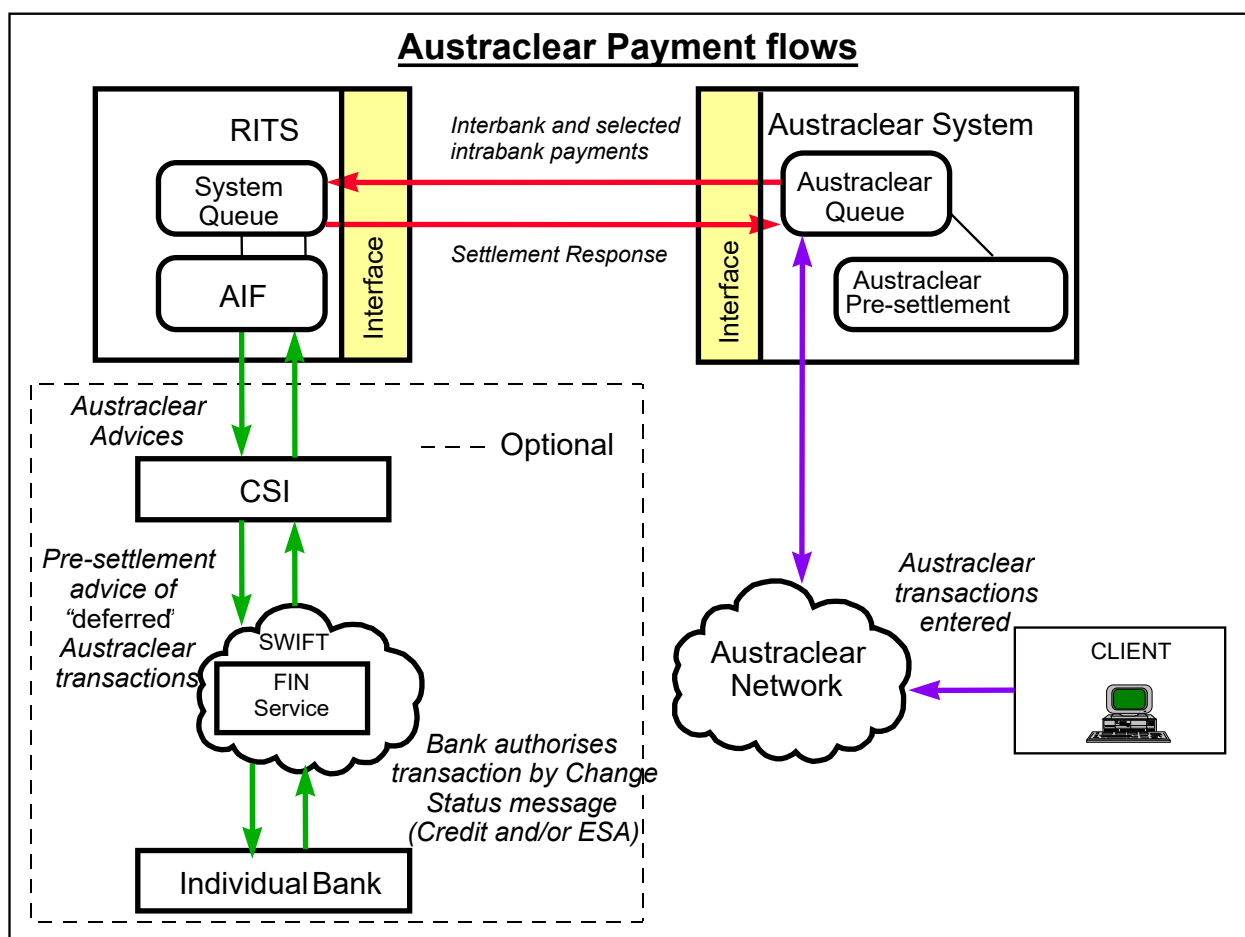 Austraclear Payment flows
RITS
System
Queue
AIF
Interface
Interbank and selected
intrabank payments
Settlement Response
Interface
Austraclear System
Austraclear
Queue
Austraclear
Pre-settlement
Austraclear
Advices
Optional
CSI
Pre-settlement
advice of
“deferred”
Austraclear
transactions
SWIFT
FIN
Service
Bank authorises
transaction by Change
Status message
(Credit and/or ESA)
Individual Bank
Austraclear
Network
Austraclear
transactions
entered
CLIENT